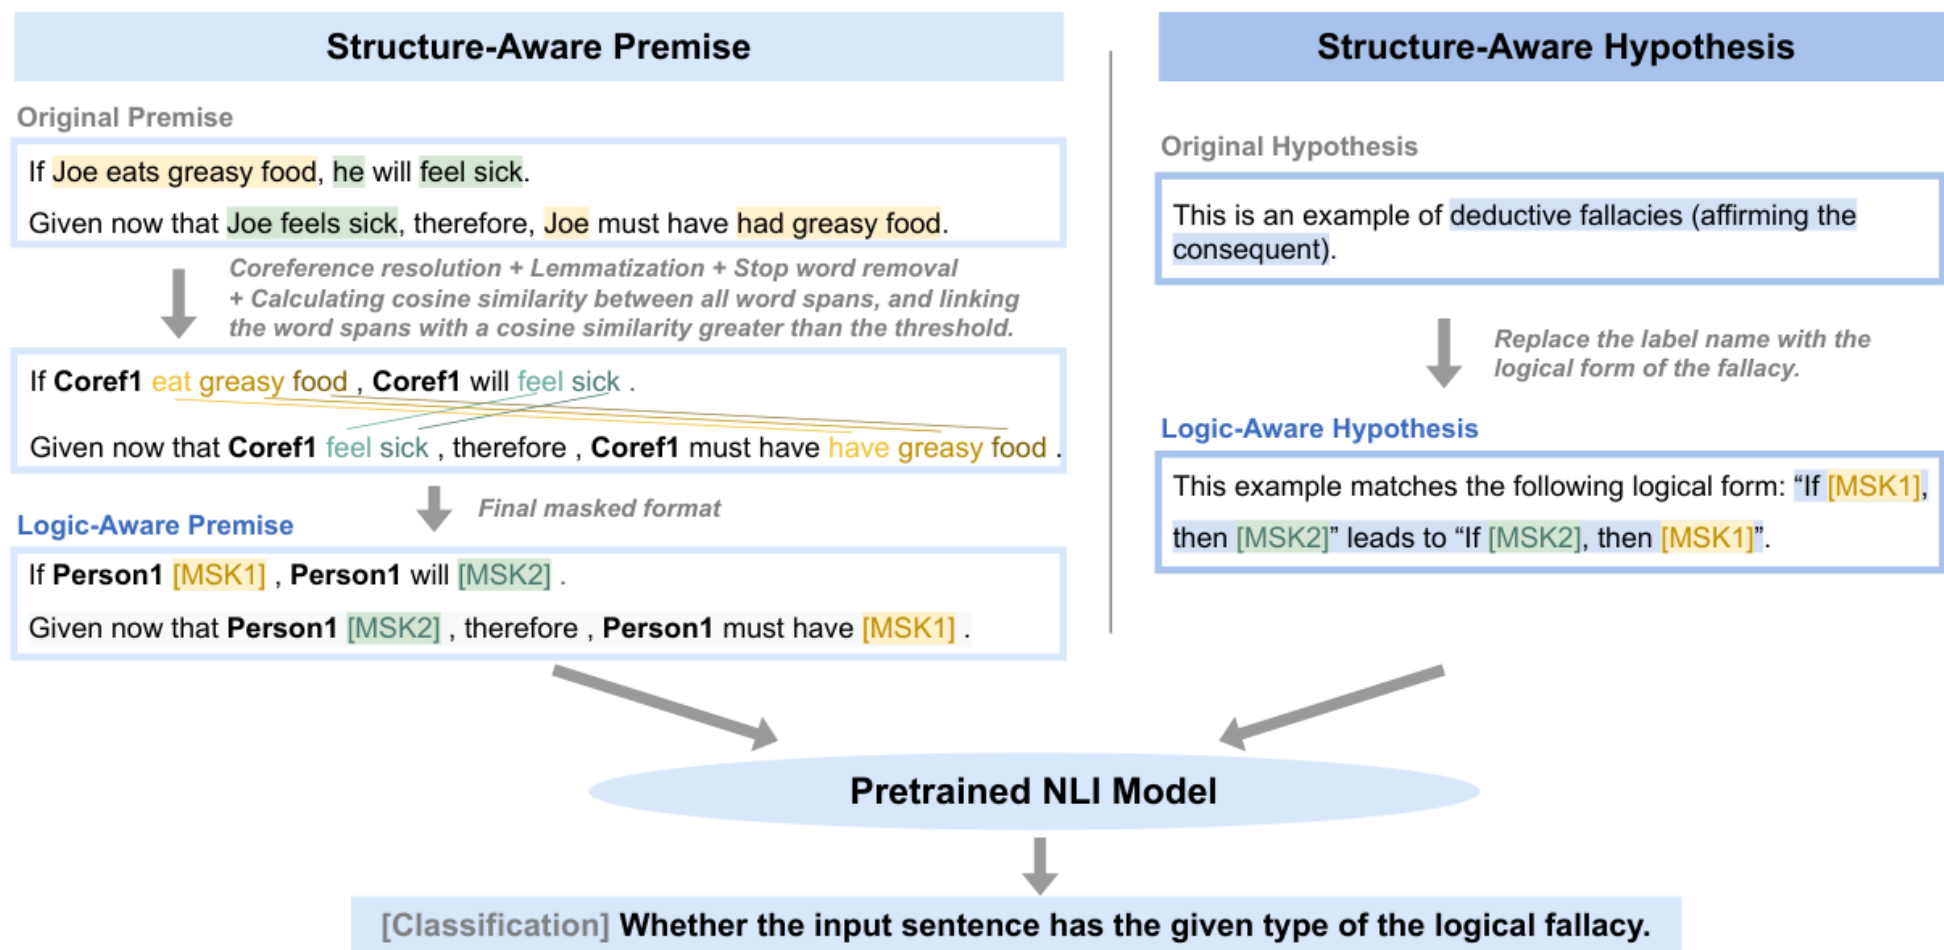 Structure-Aware Premise
Original Premise
If Joe eats greasy food, he will feel sick.
Given now that Joe feels sick, therefore, Joe must have had greasy food.
Coreference resolution + Lemmatization + Stop word removal
+ Calculating cosine similarity between all word spans, and linking
the word spans with a cosine similarity greater than the threshold.
If Coref1 eat greasy food , Coref1 will feel sick .
Given now that Coref1 feel sick , therefore , Coref1 must have have greasy food .
Final masked format
Logic-Aware Premise
If Person1 [MSK1] , Person1 will [MSK2] .
Given now that Person1 [MSK2] , therefore , Person1 must have [MSK1] .
Structure-Aware Hypothesis
Original Hypothesis
This is an example of deductive fallacies (affirming the
consequent).
Replace the label name with the
logical form of the fallacy.
Logic-Aware Hypothesis
This example matches the following logical form: “If [MSK1],
then [MSK2]” leads to “If [MSK2], then [MSK1]”.
Pretrained NLI Model
[Classification] Whether the input sentence has the given type of the logical fallacy.